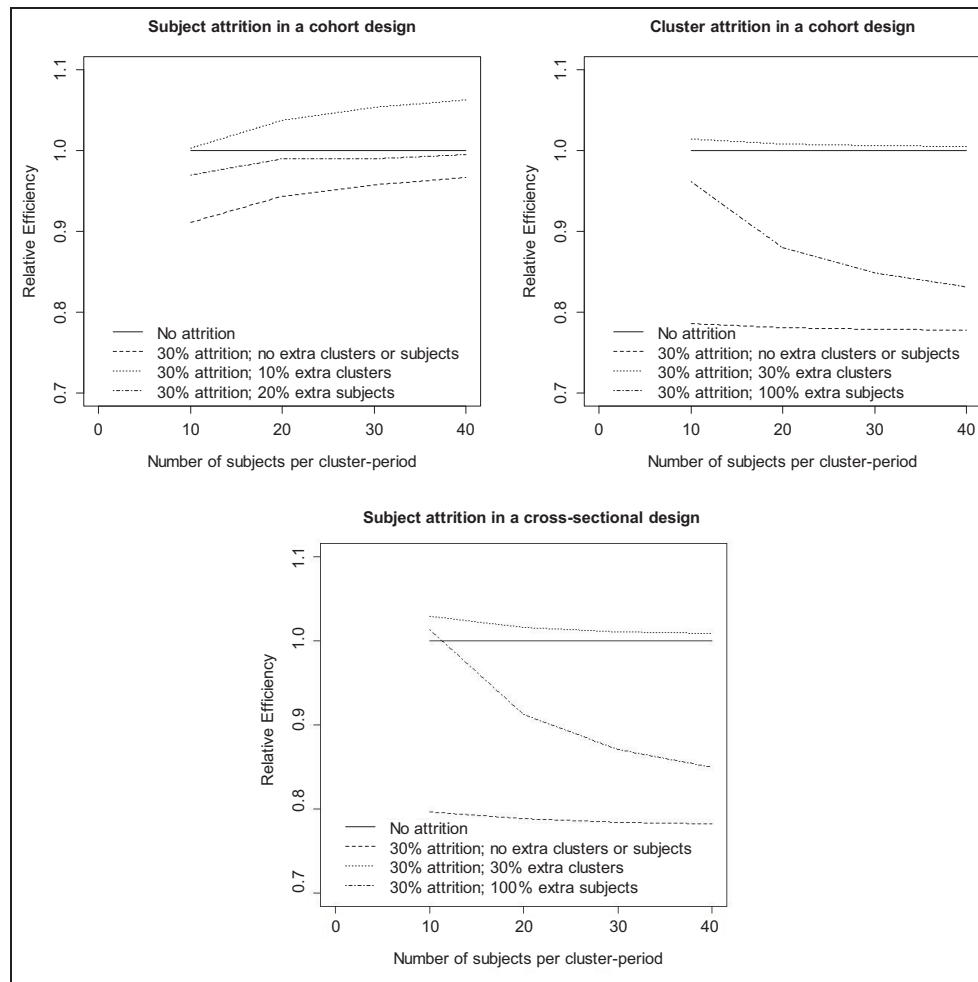 Subject attrition in a cohort design
Relative Efficiency
1.1
1.0
0.9
0.8
0.7
No attrition
30% attrition; no extra clusters or subjects
30% attrition; 10% extra clusters
30% attrition; 20% extra subjects
0 10 20 30 40
Number of subjects per cluster-period
Cluster attrition in a cohort design
Relative Efficiency
1.1
1.0
0.9
0.8
0.7
No attrition
30% attrition; no extra clusters or subjects
30% attrition; 30% extra clusters
30% attrition; 100% extra subjects
0 10 20 30 40
Number of subjects per cluster-period
Subject attrition in a cross-sectional design
Relative Efficiency
1.1
1.0
0.9
0.8
0.7
No attrition
30% attrition; no extra clusters or subjects
30% attrition; 30% extra clusters
30% attrition; 100% extra subjects
0 10 20 30 40
Number of subjects per cluster-period